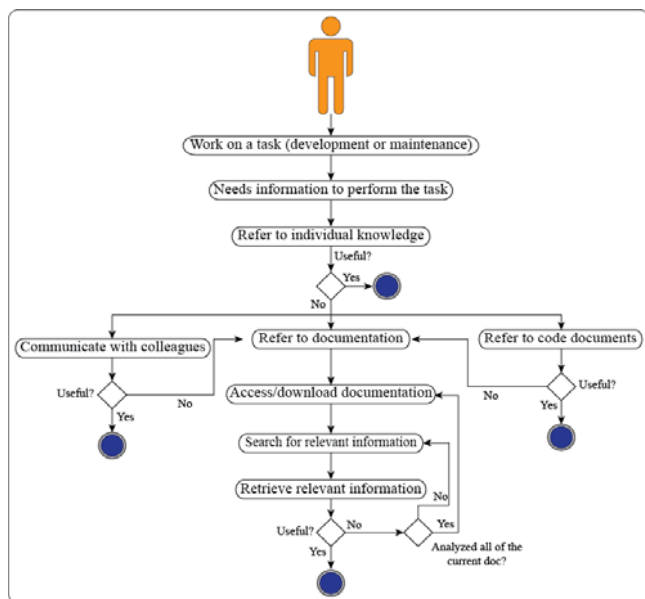 Work on a task (development or maintenance)
Needs information to perform the task
Refer to individual knowledge
Useful?
Yes
No
Communicate with colleagues
Refer to documentation
Refer to code documents
Useful?
No
Yes
Access/download documentation
No
Useful?
Yes
Search for relevant information
No
Retrieve relevant information
Useful?
No
Yes
Yes
Analyzed all of the
current doc?